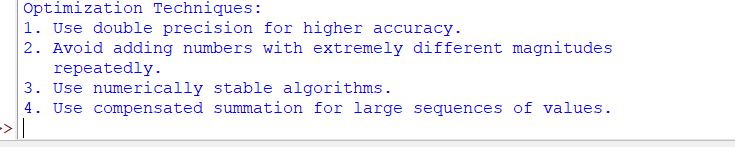 Optimization Techniques:
1. Use double precision for higher accuracy.
2. Avoid adding numbers with extremely different magnitudes
repeatedly.
3. Use numerically stable algorithms.
4. Use compensated summation for large sequences of values.
>>